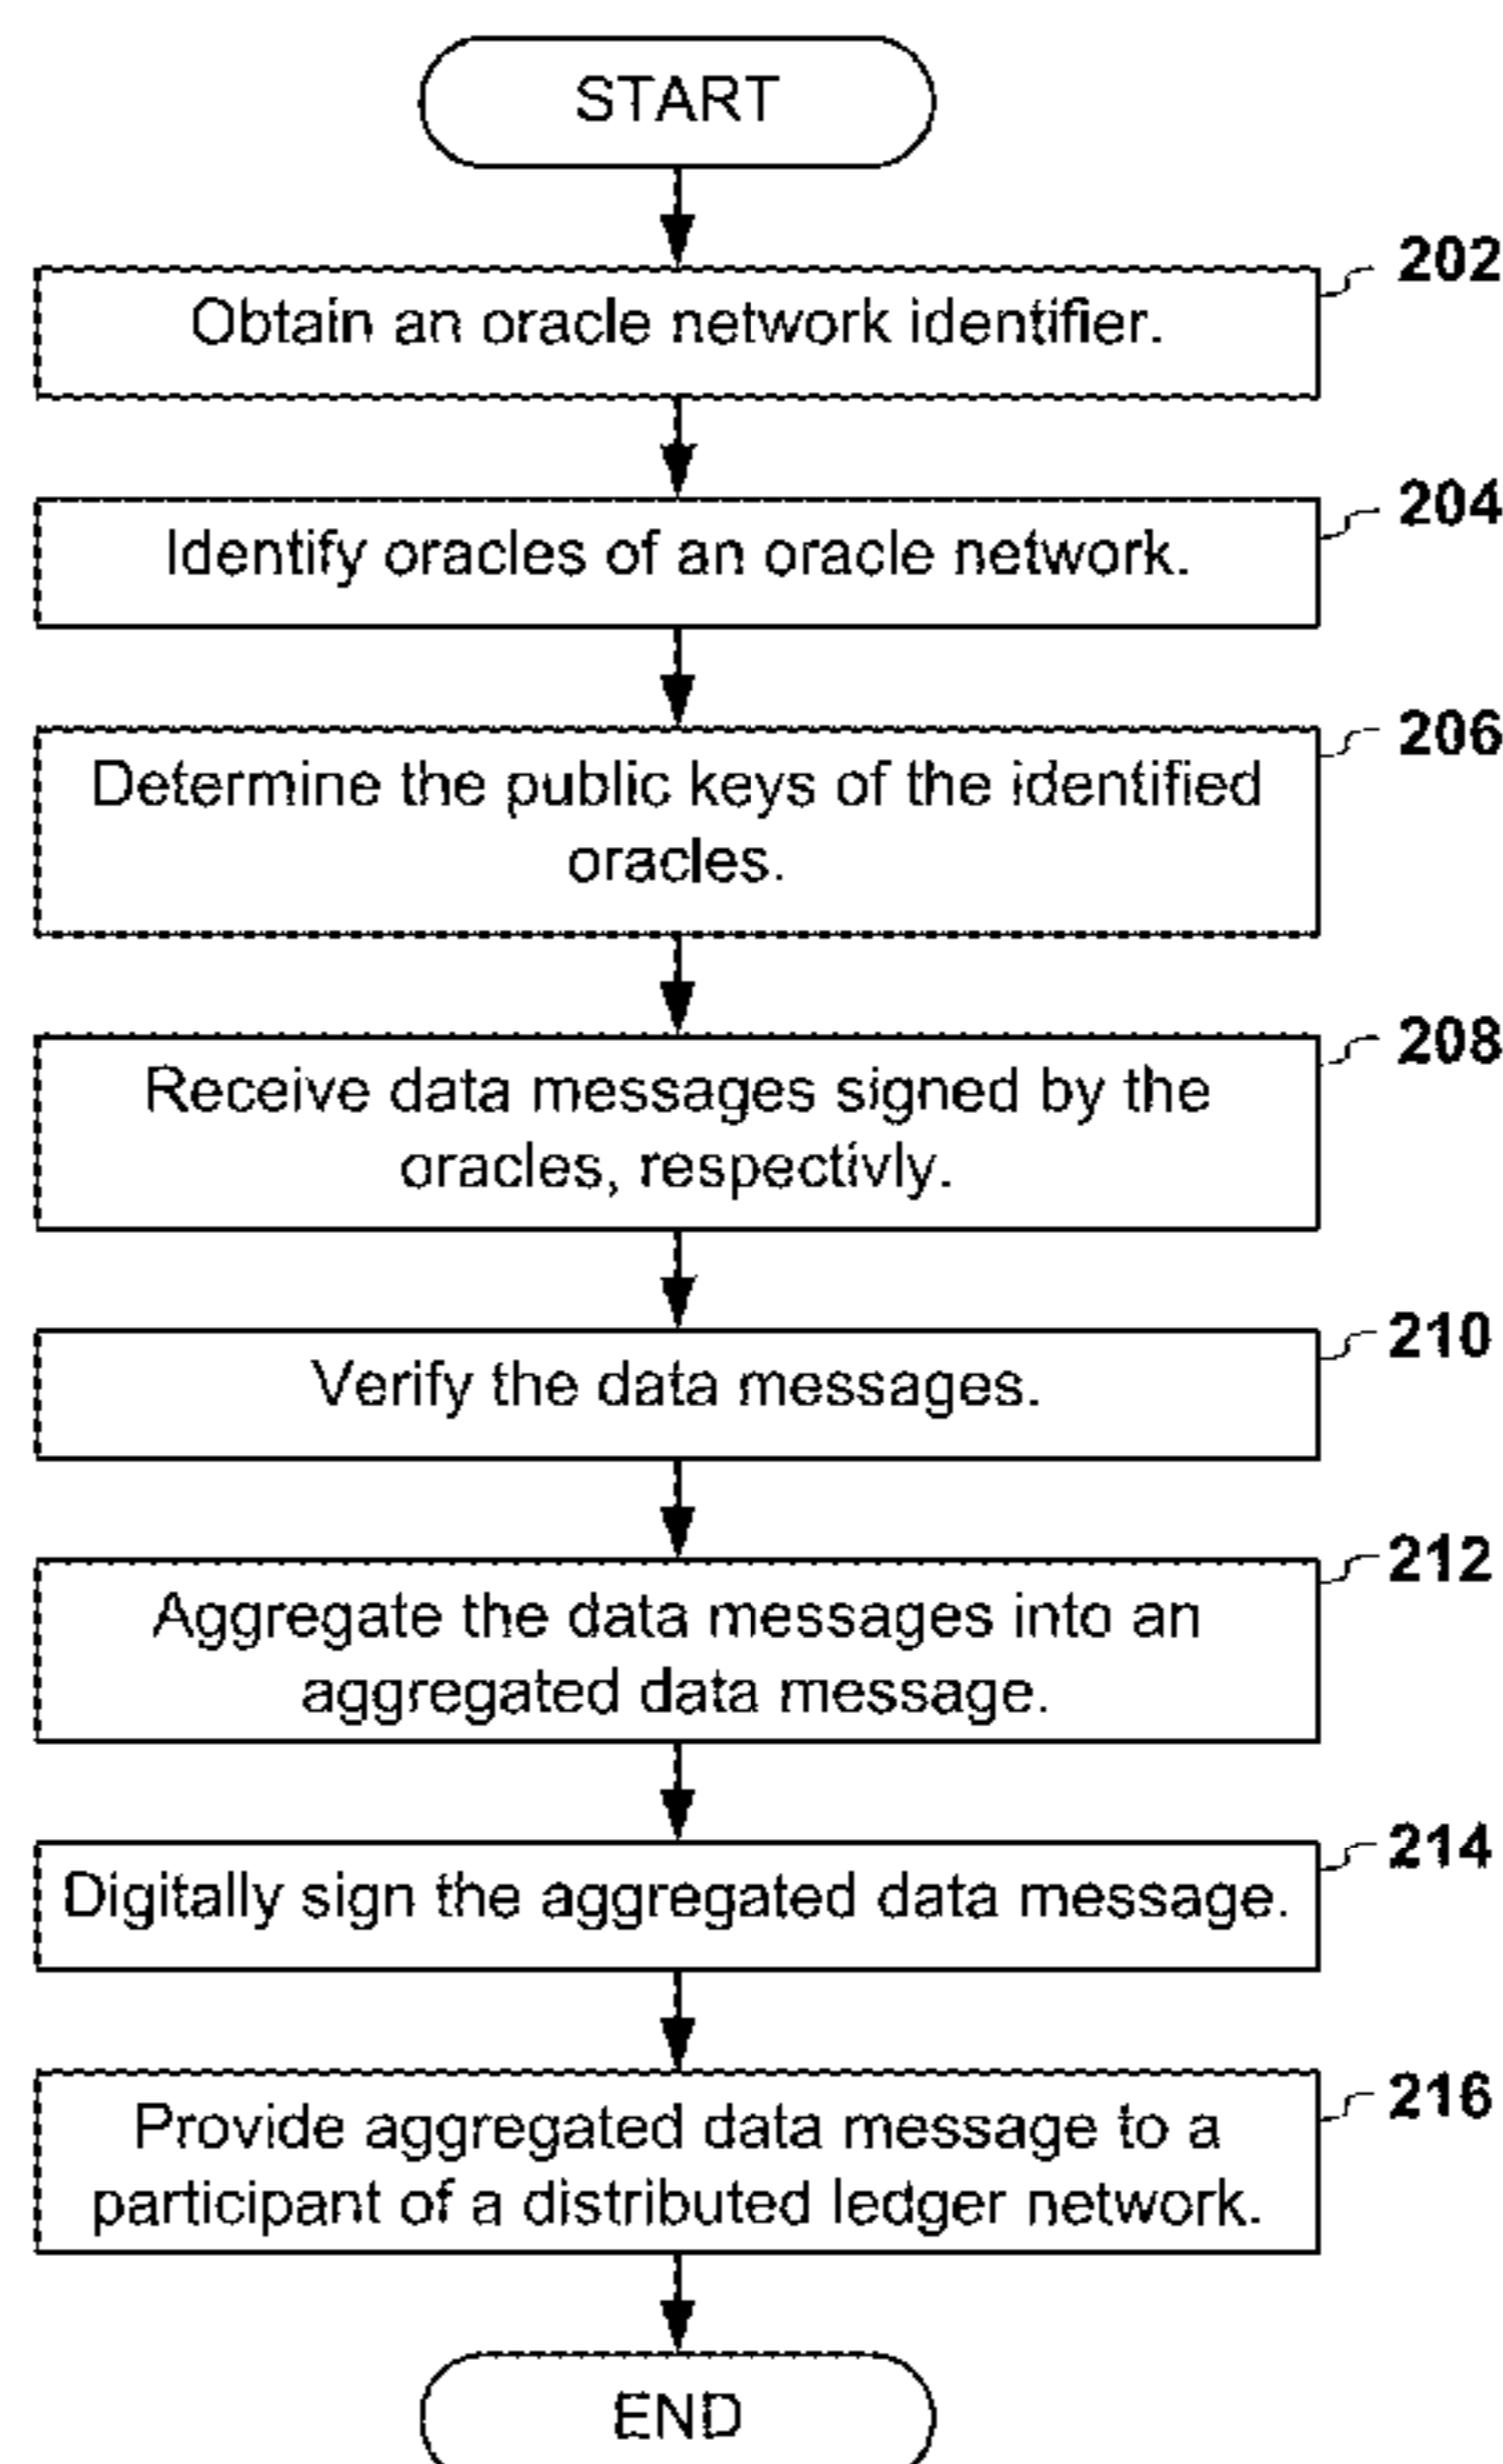 START
202
Obtain an oracle network identifier.
204
Identify oracles of an oracle network.
206
Determine the public keys of the identified
oracles.
208
Receive data messages signed by the
oracles, respectivly.
210
Verify the data messages.
212
Aggregate the data messages into an
aggregated data message.
214
Digitally sign the aggregated data message.
216
Provide aggregated data message to a
participant of a distributed ledger network.
END